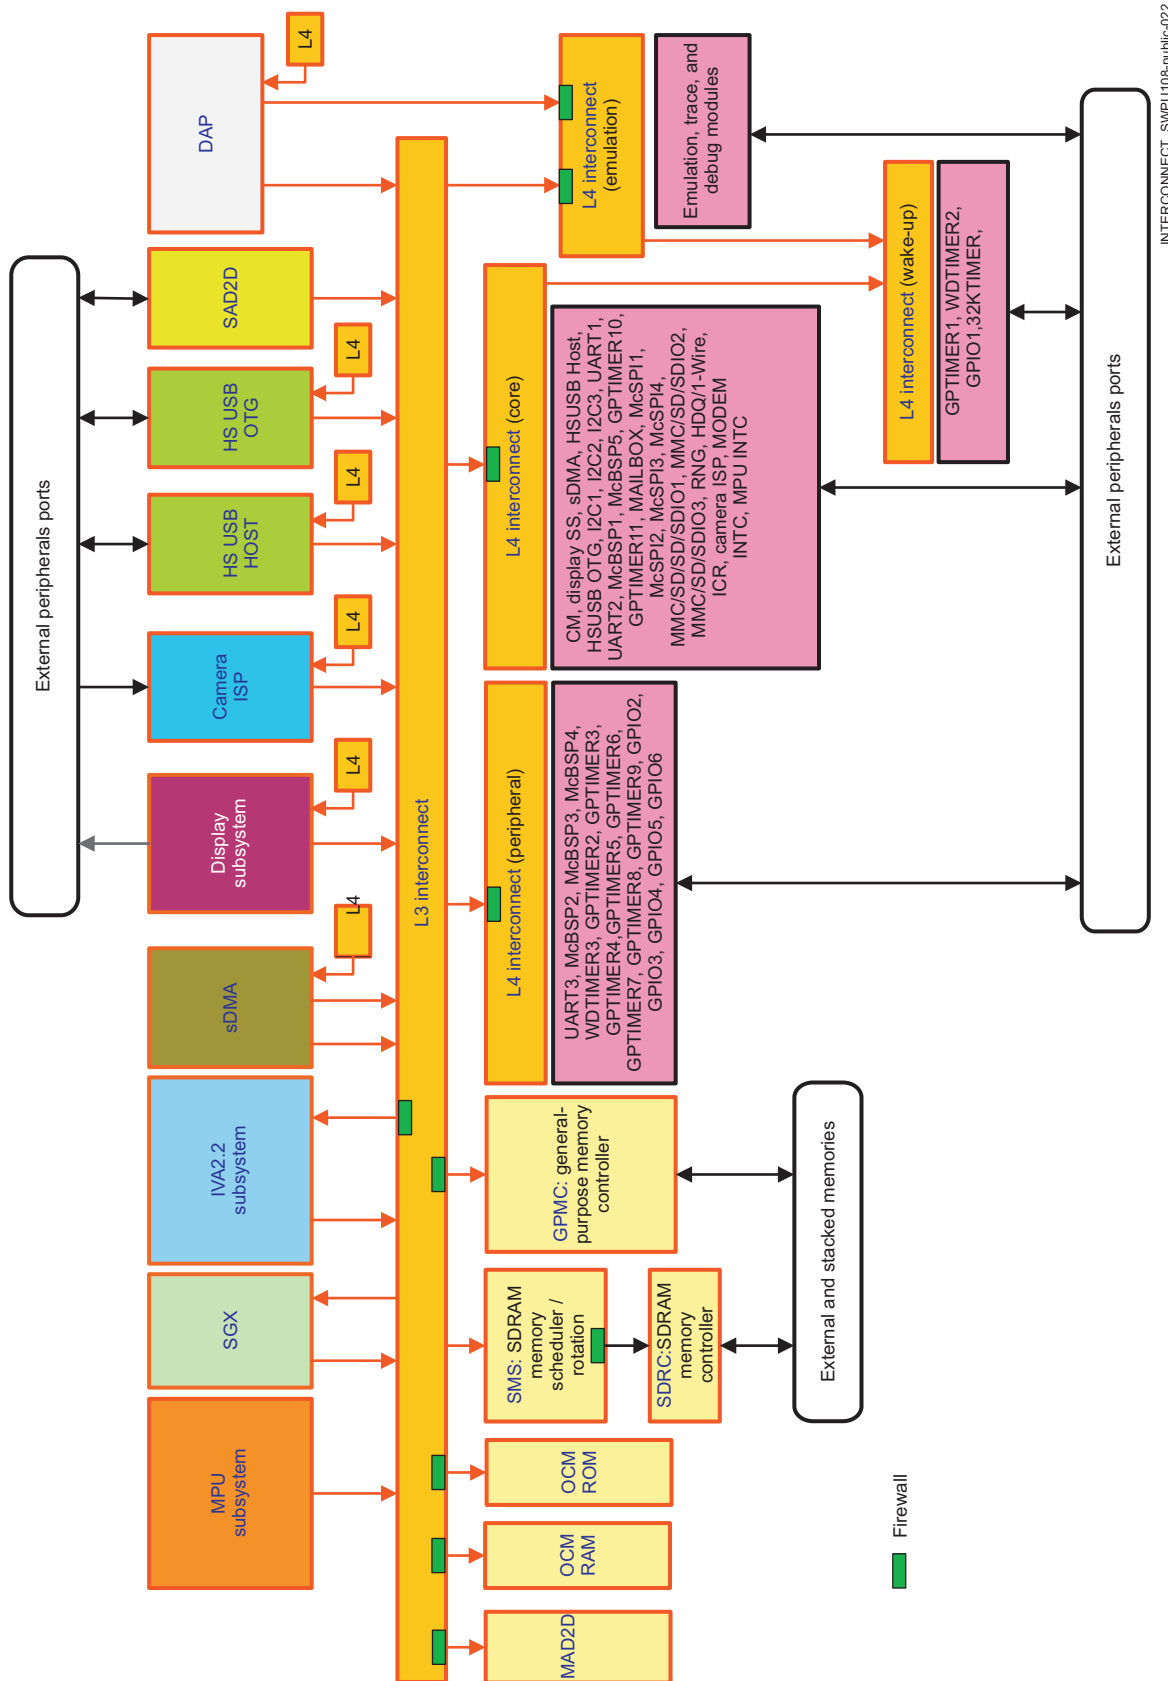 External peripherals ports
MPU
subsystem
SGX
IVA2.2
subsystem
sDMA
Display
subsystem
Camera
ISP
HS USB
HOST
HS USB
OTG
SAD2D
DAP
L4
L4
L4
L4
L4
L4
L3 interconnect
MAD2D
OCM
RAM
OCM
ROM
SMS: SDRAM
memory
scheduler /
rotation
SDRC:SDRAM
memory
controller
GPMC: general-
purpose memory
controller
External and stacked memories
L4 interconnect (peripheral)
UART3, McBSP2, McBSP3, McBSP4,
WDTIMER3, GPTIMER2, GPTIMER3,
GPTIMER4,GPTIMER5, GPTIMER6,
GPTIMER7, GPTIMER8, GPTIMER9, GPIO2,
GPIO3, GPIO4, GPIO5, GPIO6
L4 interconnect (core)
CM, display SS, sDMA, HSUSB Host,
HSUSB OTG, I2C1, I2C2, I2C3, UART1,
UART2, McBSP1, McBSP5, GPTIMER10,
GPTIMER11, MAILBOX, McSPI1,
McSPI2, McSPI3, McSPI4,
MMC/SD/SD/SDIO1, MMC/SD/SDIO2,
MMC/SD/SDIO3, RNG, HDQ/1-Wire,
ICR, camera ISP, MODEM
INTC, MPU INTC
L4 interconnect
(emulation)
Emulation, trace, and
debug modules
L4 interconnect (wake-up)
GPTIMER1, WDTIMER2,
GPIO1,32KTIMER,
External peripherals ports
Firewall
INTERCONNECT_SWPU108-public-022